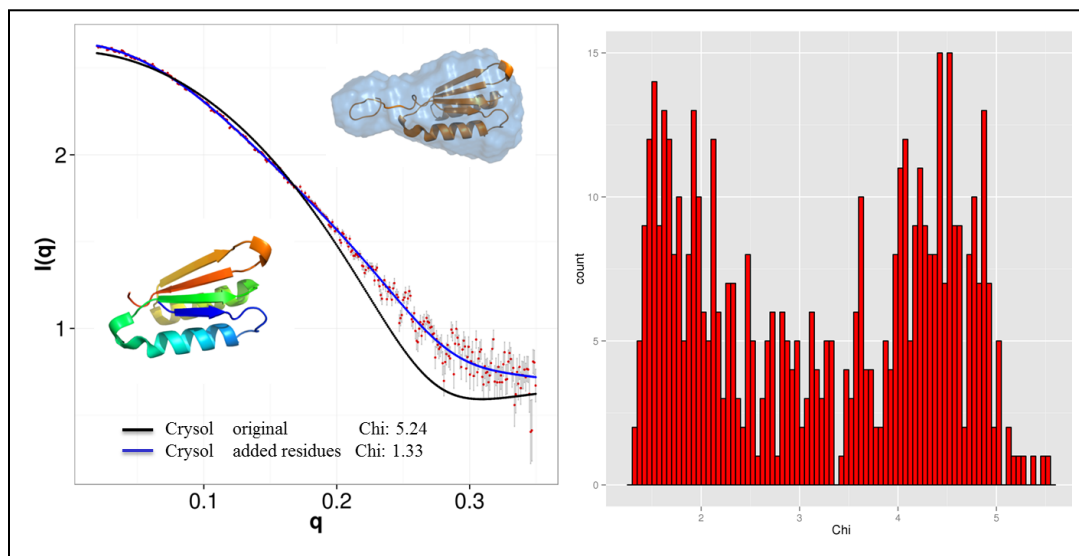 2
1
I(q)
Crysol original Chi: 5.24
Crysol added residues Chi: 1.33
0.1 0.2 0.3
q
15
10
5
0
count
2 3 4 5
Chi